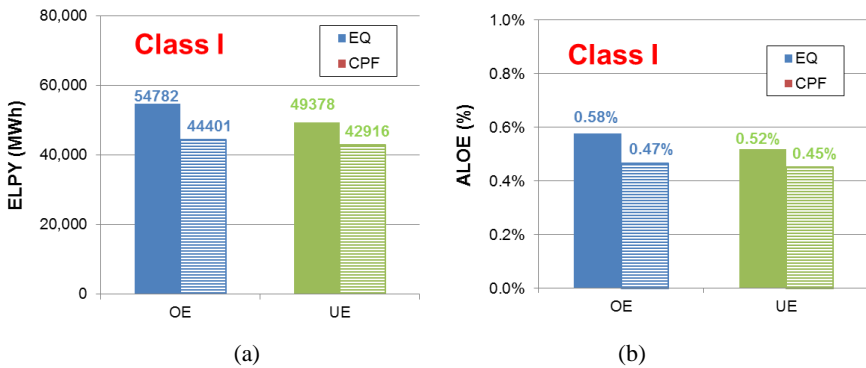 Class I
EQ
CPF
ELPY (MWh)
80,000
60,000
40,000
20,000
0
54782
44401
49378
42916
OE
UE
(a)
Class I
EQ
CPF
ALOE (%)
1.0%
0.8%
0.6%
0.4%
0.2%
0.0%
0.58%
0.47%
0.52%
0.45%
OE
UE
(b)